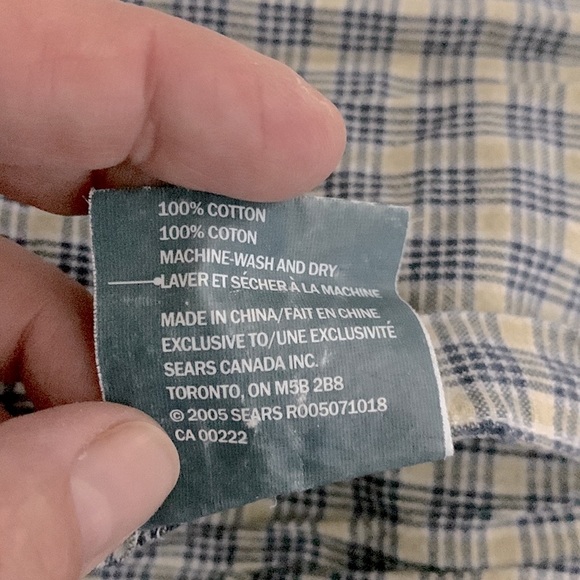 100% COTTON
100% COTON
MACHINE-WASH AND DRY
LAVER ET SÉCHER À LA MACHINE
MADE IN CHINA/FAIT EN CHINE
EXCLUSIVE TO/UNE EXCLUSIVITÉ
SEARS CANADA INC.
TORONTO, ON M5B 2B8
© 2005 SEARS R005071018
CA 00222